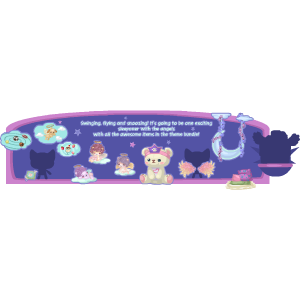 Swinging, flying and snoozing! It's going to be one exciting
sleepover with the angels
With all the awesome items in the theme bundle!